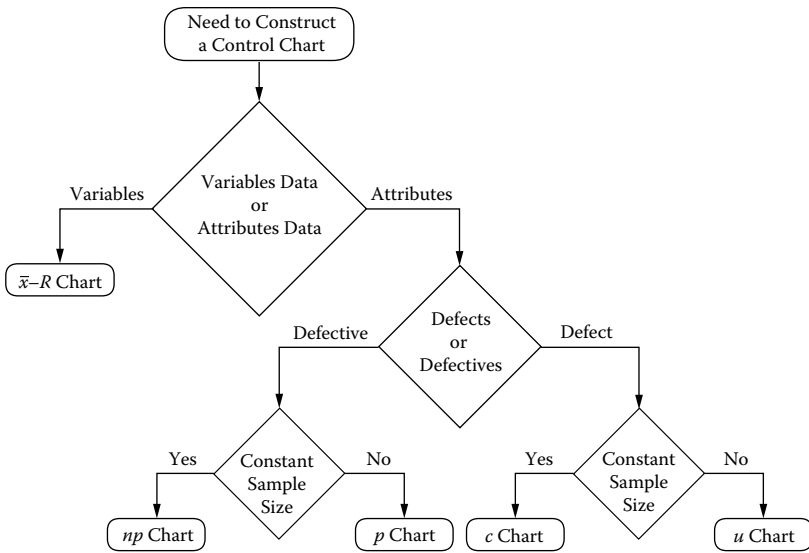 Need to Construct
a Control Chart
Variables Data
or
Attributes Data
Variables
Attributes
x̄–R Chart
Defects
or
Defectives
Defective
Defect
Constant
Sample
Size
Yes
No
Constant
Sample
Size
Yes
No
np Chart
p Chart
c Chart
u Chart